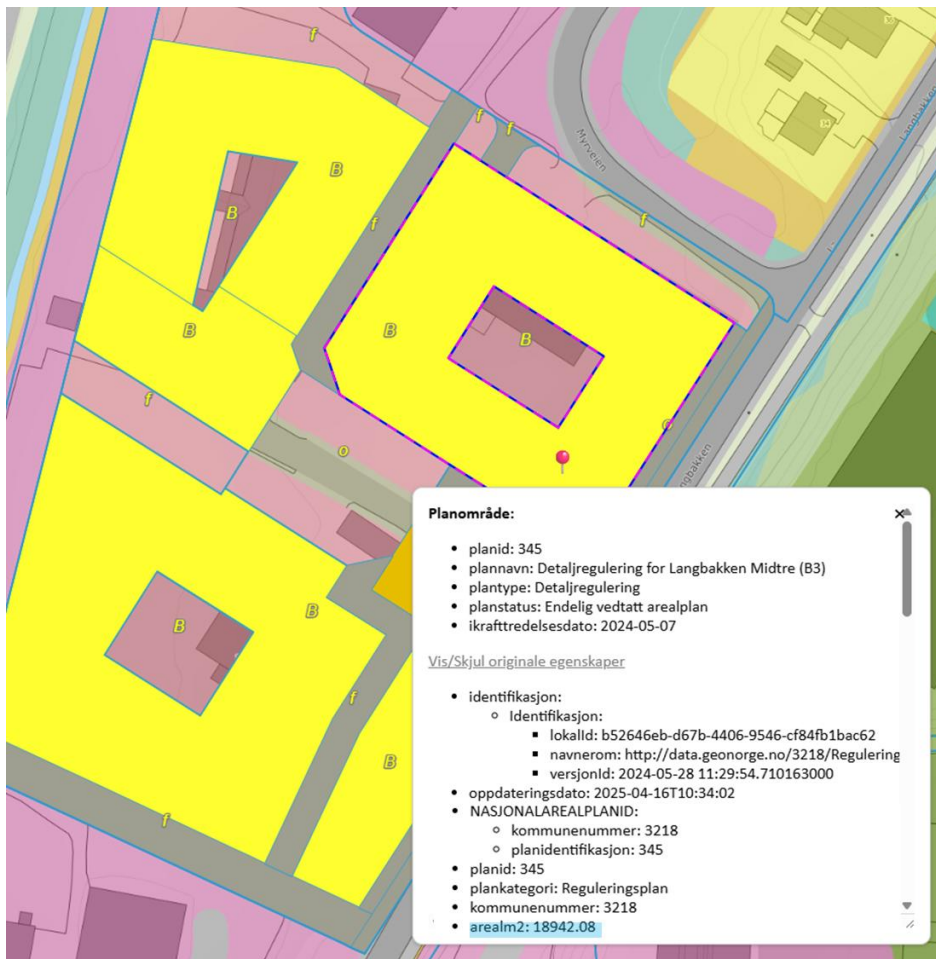 f
f
f
Myrveien
36
34
Langbakken
B
B
f
f
B
B
B
f
o
Planområde:
planid: 345
plannavn: Detaljregulering for Langbakken Midtre (B3)
plantype: Detaljregulering
planstatus: Endelig vedtatt arealplan
ikrafttredelsesdato: 2024-05-07
Vis/Skjul originale egenskaper
identifikasjon:
Identifikasjon:
lokalId: b52646eb-d67b-4406-9546-cf84fb1bac62
navnerom: http://data.geonorge.no/3218/Regulering
versjonId: 2024-05-28 11:29:54.710163000
oppdateringsdato: 2025-04-16T10:34:02
NASJONALAREALPLANID:
kommunenummer: 3218
planidentifikasjon: 345
planid: 345
plankategori: Reguleringsplan
kommunenummer: 3218
arealm2: 18942.08
B
B
f
B
f